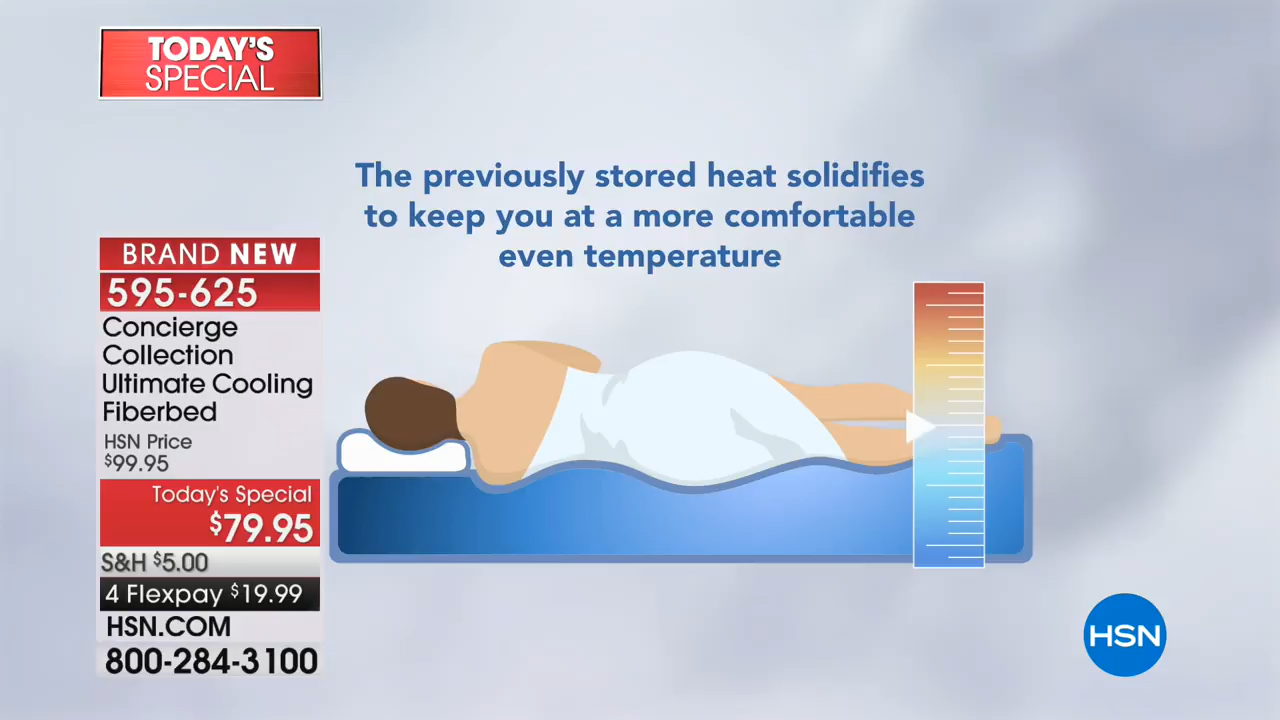 TODAY'S
SPECIAL
The previously stored heat solidifies
to keep you at a more comfortable
even temperature
BRAND NEW
595-625
Concierge
Collection
Ultimate Cooling
Fiberbed
HSN Price
$99.95
Today's Special
$79.95
S&H $5.00
4 Flexpay $19.99
HSN.COM
800-284-3100
HSN